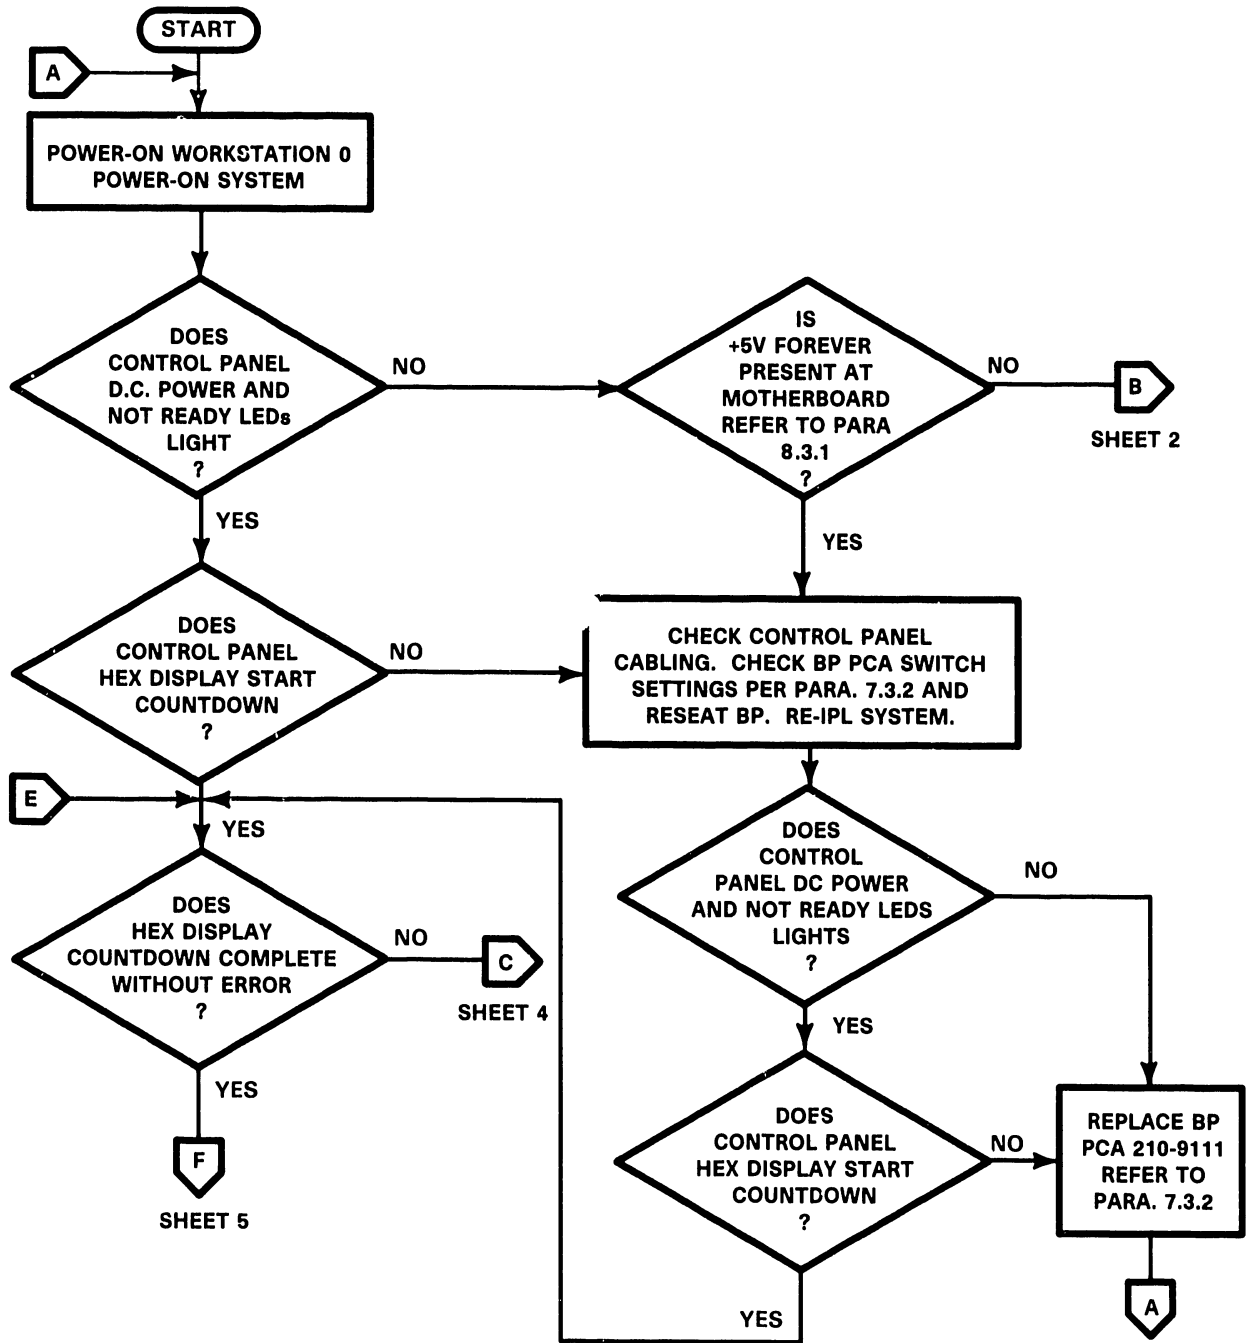 START
A
POWER-ON WORKSTATION 0
POWER-ON SYSTEM
DOES
CONTROL PANEL
D.C. POWER AND
NOT READY LEDs
LIGHT
?
NO
IS
+5V FOREVER
PRESENT AT
MOTHERBOARD
REFER TO PARA
8.3.1
?
NO
B
SHEET 2
YES
YES
DOES
CONTROL PANEL
HEX DISPLAY START
COUNTDOWN
?
NO
CHECK CONTROL PANEL
CABLING. CHECK BP PCA SWITCH
SETTINGS PER PARA. 7.3.2 AND
RESEAT BP. RE-IPL SYSTEM.
E
YES
DOES
HEX DISPLAY
COUNTDOWN COMPLETE
WITHOUT ERROR
?
NO
C
SHEET 4
YES
F
SHEET 5
DOES
CONTROL
PANEL DC POWER
AND NOT READY LEDS
LIGHTS
?
NO
YES
DOES
CONTROL PANEL
HEX DISPLAY START
COUNTDOWN
?
NO
YES
REPLACE BP
PCA 210-9111
REFER TO
PARA. 7.3.2
A